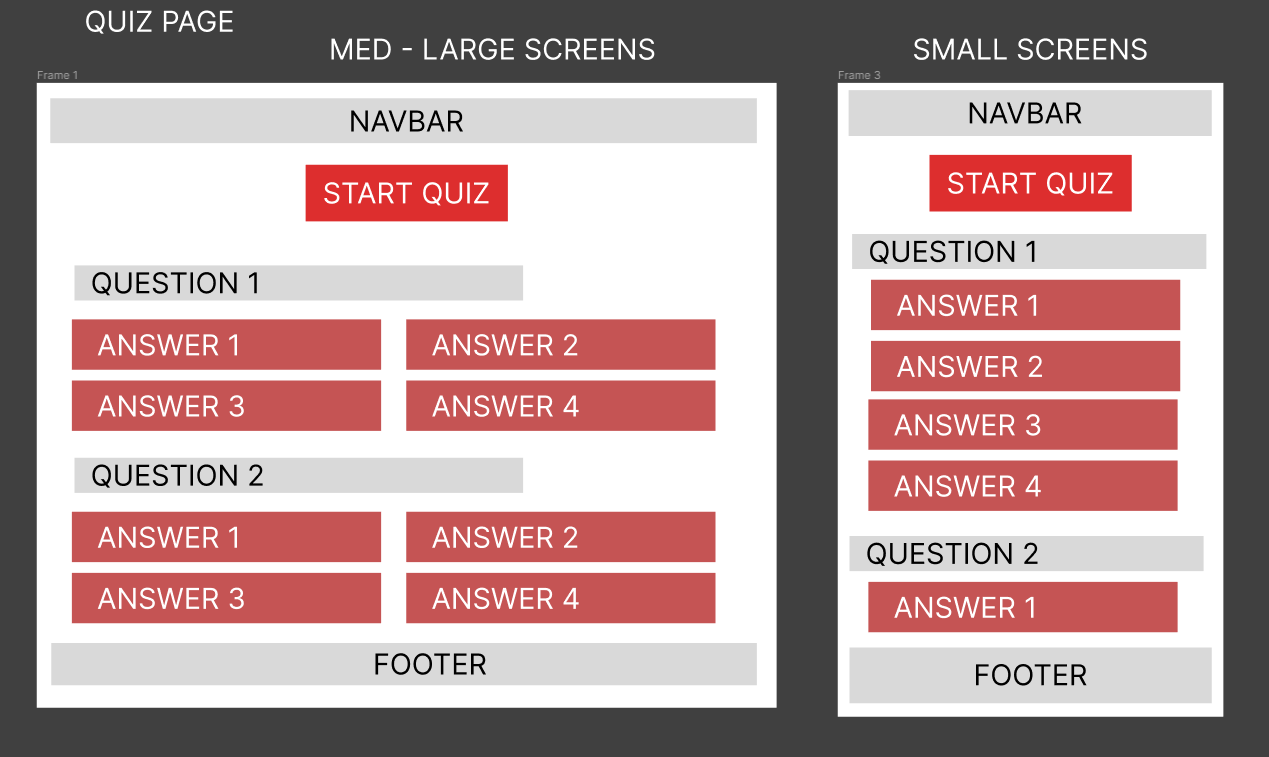 QUIZ PAGE
MED - LARGE SCREENS
Frame 1
NAVBAR
START QUIZ
QUESTION 1
ANSWER 1
ANSWER 2
ANSWER 3
ANSWER 4
QUESTION 2
ANSWER 1
ANSWER 2
ANSWER 3
ANSWER 4
FOOTER
SMALL SCREENS
Frame 3
NAVBAR
START QUIZ
QUESTION 1
ANSWER 1
ANSWER 2
ANSWER 3
ANSWER 4
QUESTION 2
ANSWER 1
FOOTER